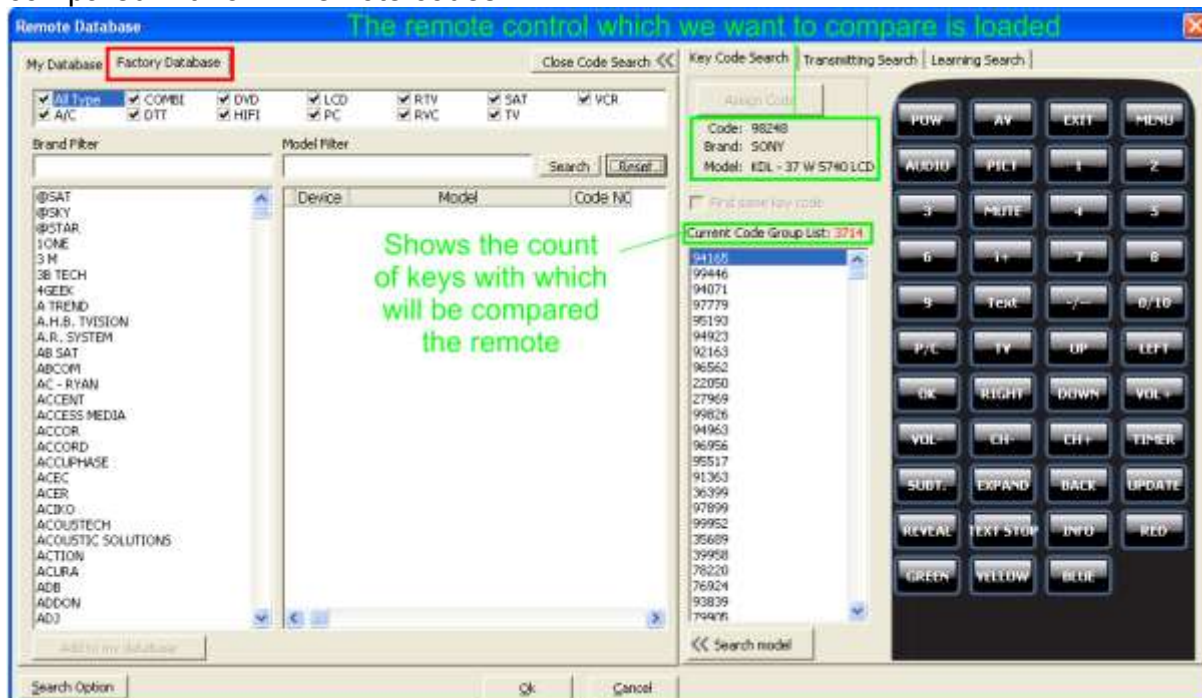 Remote Database
The remote control which we want to compare is loaded
My Database Factory Database Close Code Search
Key Code Search Transmitting Search Learning Search
All Type COMBI DVD LCD RTV SAT VCR
A/C DTT HIFI PC RVC TV
Brand Filter Model Filter
Search Reset
@SAT
@SKY
@STAR
1ONE
3 M
3B TECH
4GEEK
A TREND
A.H.B. TVISION
A.R. SYSTEM
AB SAT
ABCOM
AC - RYAN
ACCENT
ACCESS MEDIA
ACCOR
ACCORD
ACCUPHASE
ACEC
ACER
ACIKO
ACOUSTECH
ACOUSTIC SOLUTIONS
ACTION
ACURA
ADB
ADDON
ADJ
Add to my database
Device Model Code NO
Shows the count
of keys with which
will be compared
the remote
Assign Code
Code: 98248
Brand: SONY
Model: KDL - 37 W 5740 LCD
Find same key code
Current Code Group List: 3714
94165
99446
94071
97779
95193
94923
92163
96562
22050
27969
99826
94963
96956
95517
91363
36399
97899
99952
35689
39958
78220
76924
93839
79905
<< Search model
POW AV EXIT MENU
AUDIO PICT 1 2
3 MUTE 4 5
6 i+ 7 8
9 Text -/-- 0/10
P/C TV UP LEFT
OK RIGHT DOWN VOL+
VOL- CH- CH+ TIMER
SUBT. EXPAND BACK UPDATE
REVEAL TEXT STOP INFO RED
GREEN YELLOW BLUE
Search Option Ok Cancel